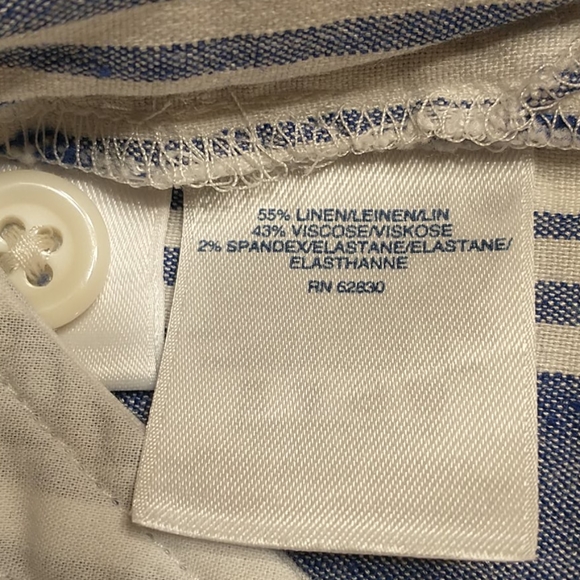 55% LINEN/LEINEN/LIN
43% VISCOSE/VISKOSE
2% SPANDEX/ELASTANE/ELASTANE/
ELASTHANNE
RN 62830